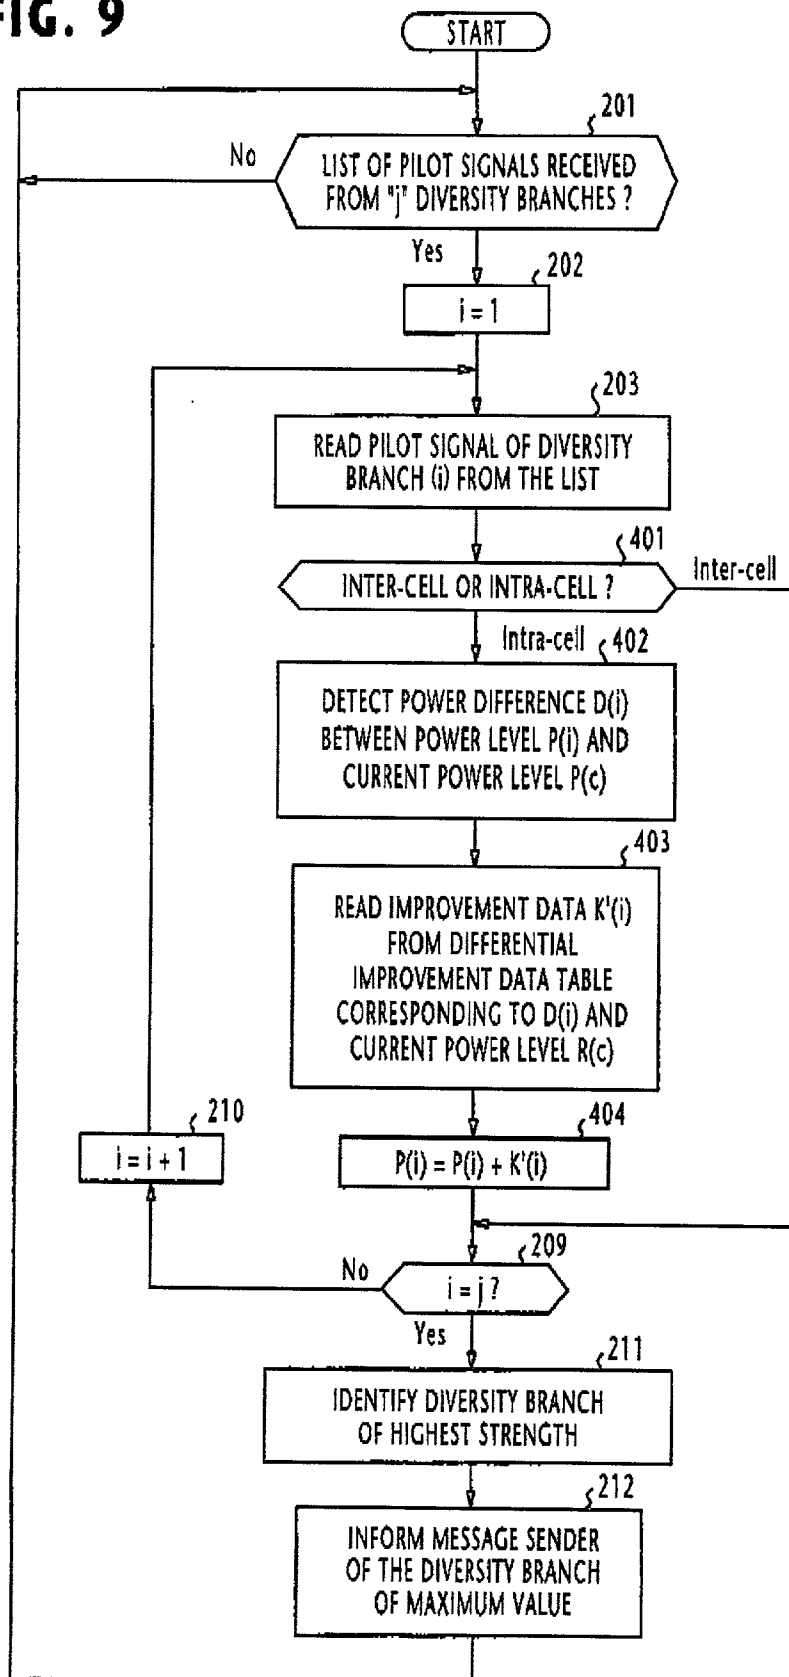 FIG. 9
START
201
LIST OF PILOT SIGNALS RECEIVED
FROM "j" DIVERSITY BRANCHES ?
No
Yes
202
i = 1
203
READ PILOT SIGNAL OF DIVERSITY
BRANCH (i) FROM THE LIST
401
INTER-CELL OR INTRA-CELL ?
Inter-cell
Intra-cell
402
DETECT POWER DIFFERENCE D(i)
BETWEEN POWER LEVEL P(i) AND
CURRENT POWER LEVEL P(c)
403
READ IMPROVEMENT DATA K'(i)
FROM DIFFERENTIAL
IMPROVEMENT DATA TABLE
CORRESPONDING TO D(i) AND
CURRENT POWER LEVEL R(c)
210
i = i + 1
404
P(i) = P(i) + K'(i)
209
i = j ?
No
Yes
211
IDENTIFY DIVERSITY BRANCH
OF HIGHEST STRENGTH
212
INFORM MESSAGE SENDER
OF THE DIVERSITY BRANCH
OF MAXIMUM VALUE